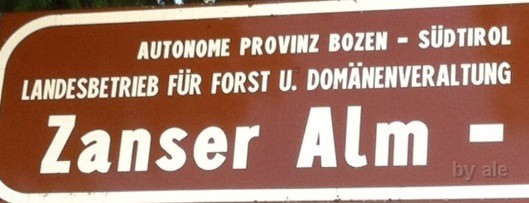 AUTONOME PROVINZ BOZEN - SÜDTIROL
LANDESBETRIEB FÜR FORST U. DOMÄNENVERALTUNG
Zanser Alm -
by ale